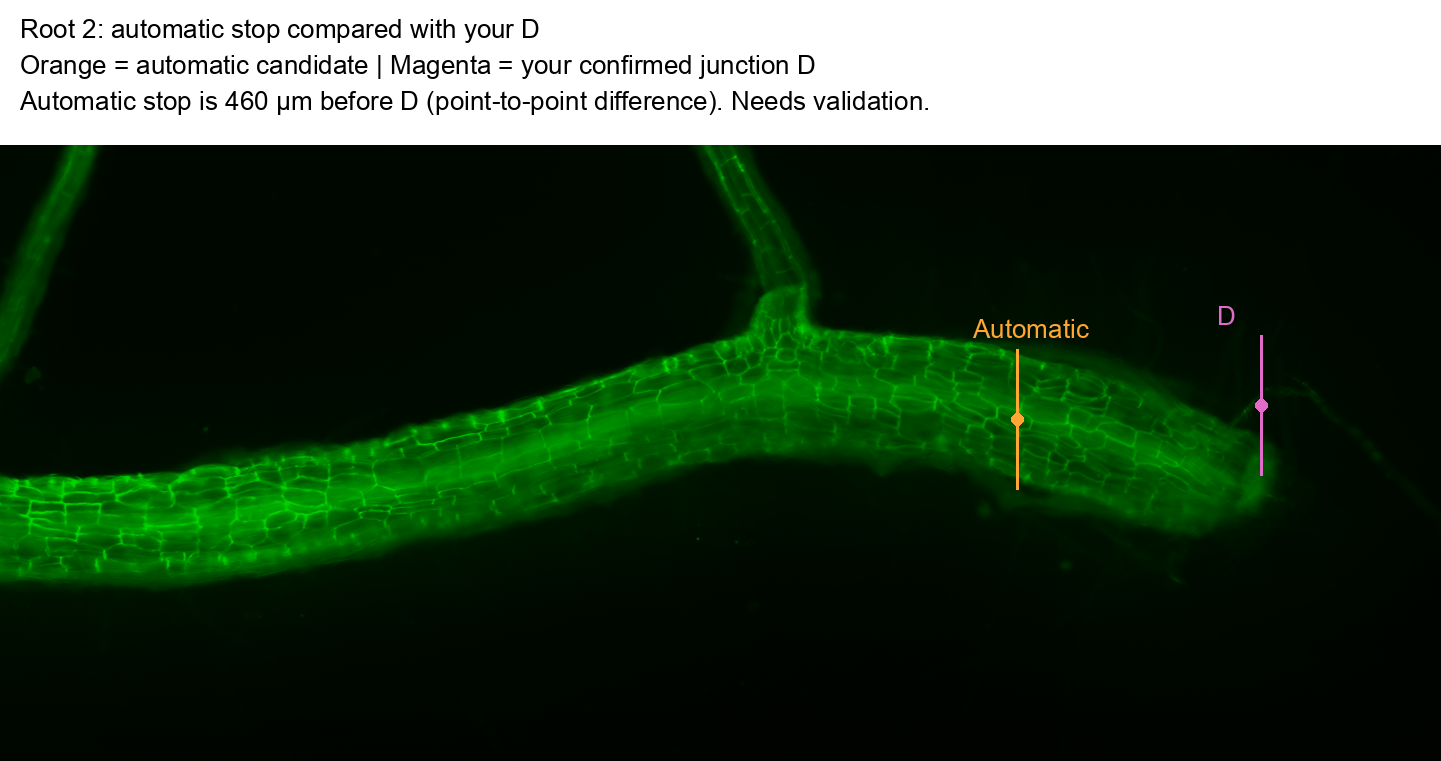 Root 2: automatic stop compared with your D
Orange = automatic candidate | Magenta = your confirmed junction D
Automatic stop is 460 µm before D (point-to-point difference). Needs validation.
D
Automatic